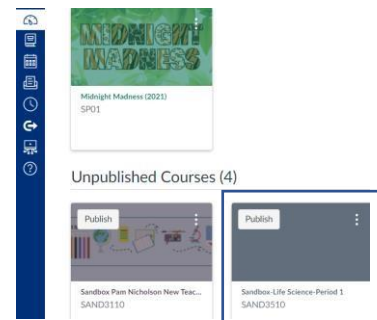 MIDNIGHT
MADNESS
Midnight Madness (2021)
SP01
Unpublished Courses (4)
Publish
Publish
Sandbox Pam Nicholson New Teac...
Sandbox-Life Science-Period 1
SAND3110
SAND3510